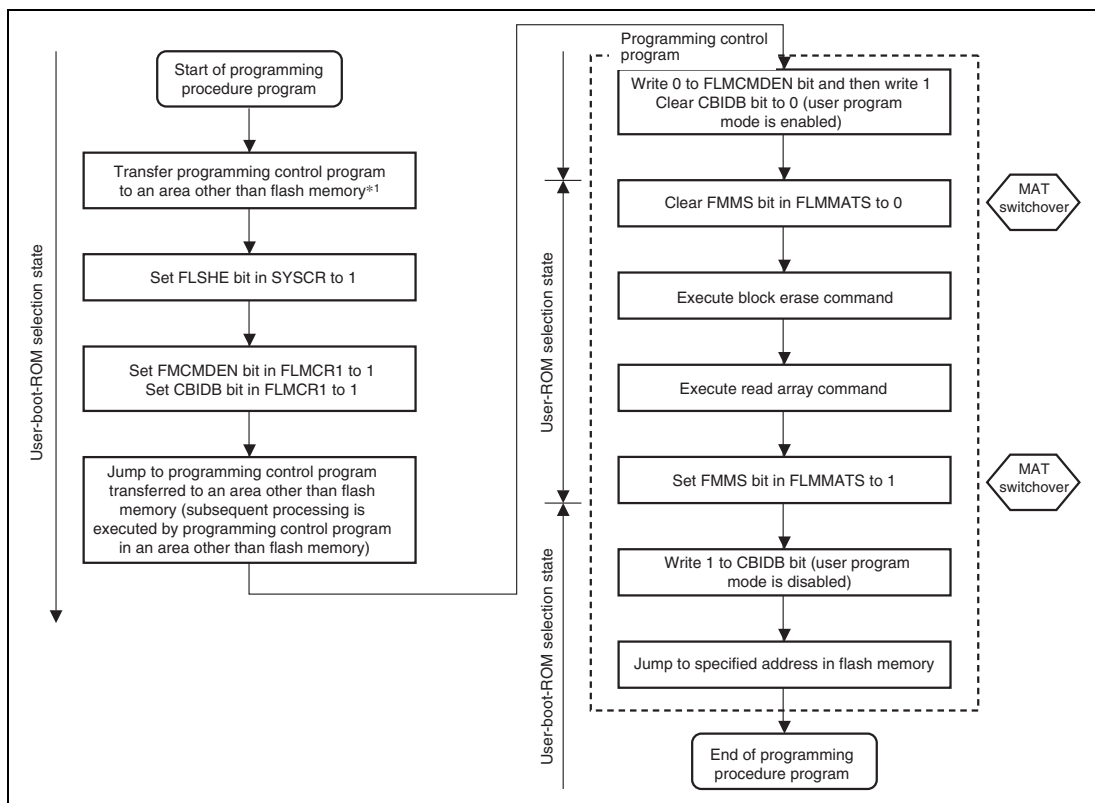 Start of programming
procedure program
Transfer programming control program
to an area other than flash memory*1
Set FLSHE bit in SYSCR to 1
Set FMCMDEN bit in FLMCR1 to 1
Set CBIDB bit in FLMCR1 to 1
Jump to programming control program
transferred to an area other than flash
memory (subsequent processing is
executed by programming control program
in an area other than flash memory)
User-boot-ROM selection state
Programming control
program
Write 0 to FLMCMDEN bit and then write 1
Clear CBIDB bit to 0 (user program
mode is enabled)
Clear FMMS bit in FLMMATS to 0
MAT
switchover
Execute block erase command
Execute read array command
User-ROM selection state
Set FMMS bit in FLMMATS to 1
MAT
switchover
Write 1 to CBIDB bit (user program
mode is disabled)
Jump to specified address in flash memory
User-boot-ROM selection state
End of programming
procedure program